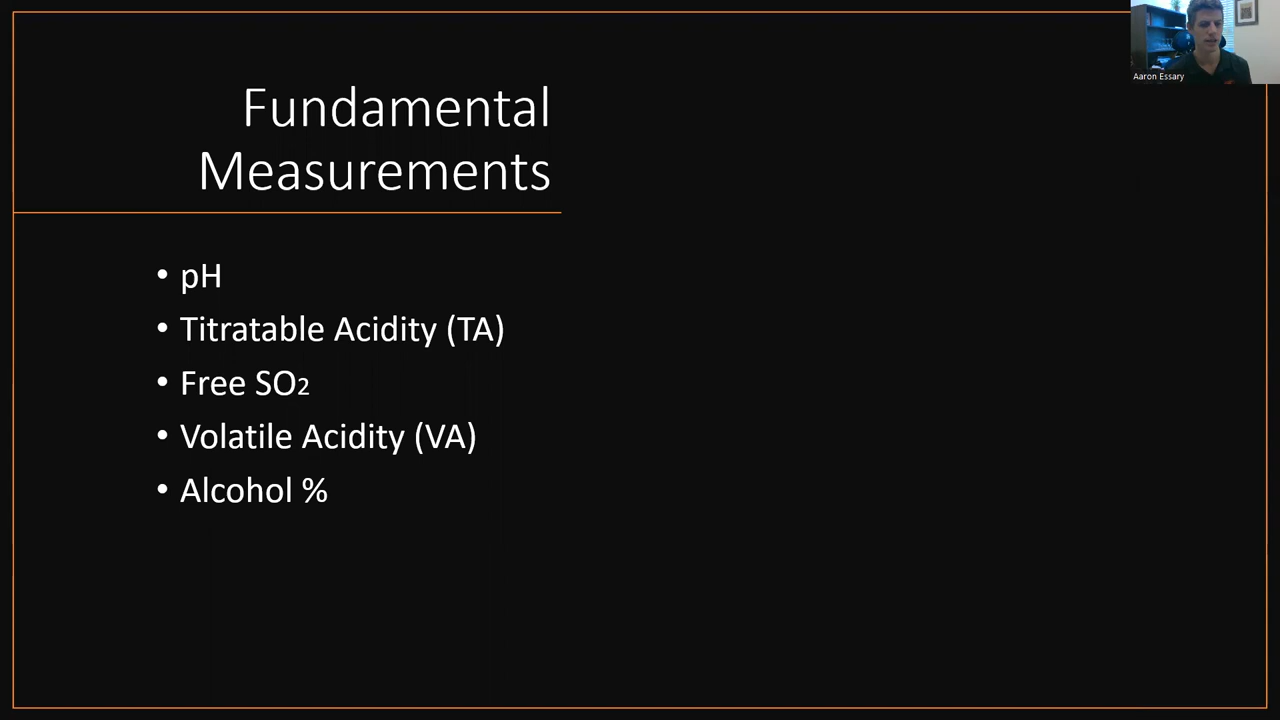 Aaron Essary
Fundamental
Measurements
• pH
• Titratable Acidity (TA)
• Free SO2
• Volatile Acidity (VA)
• Alcohol %